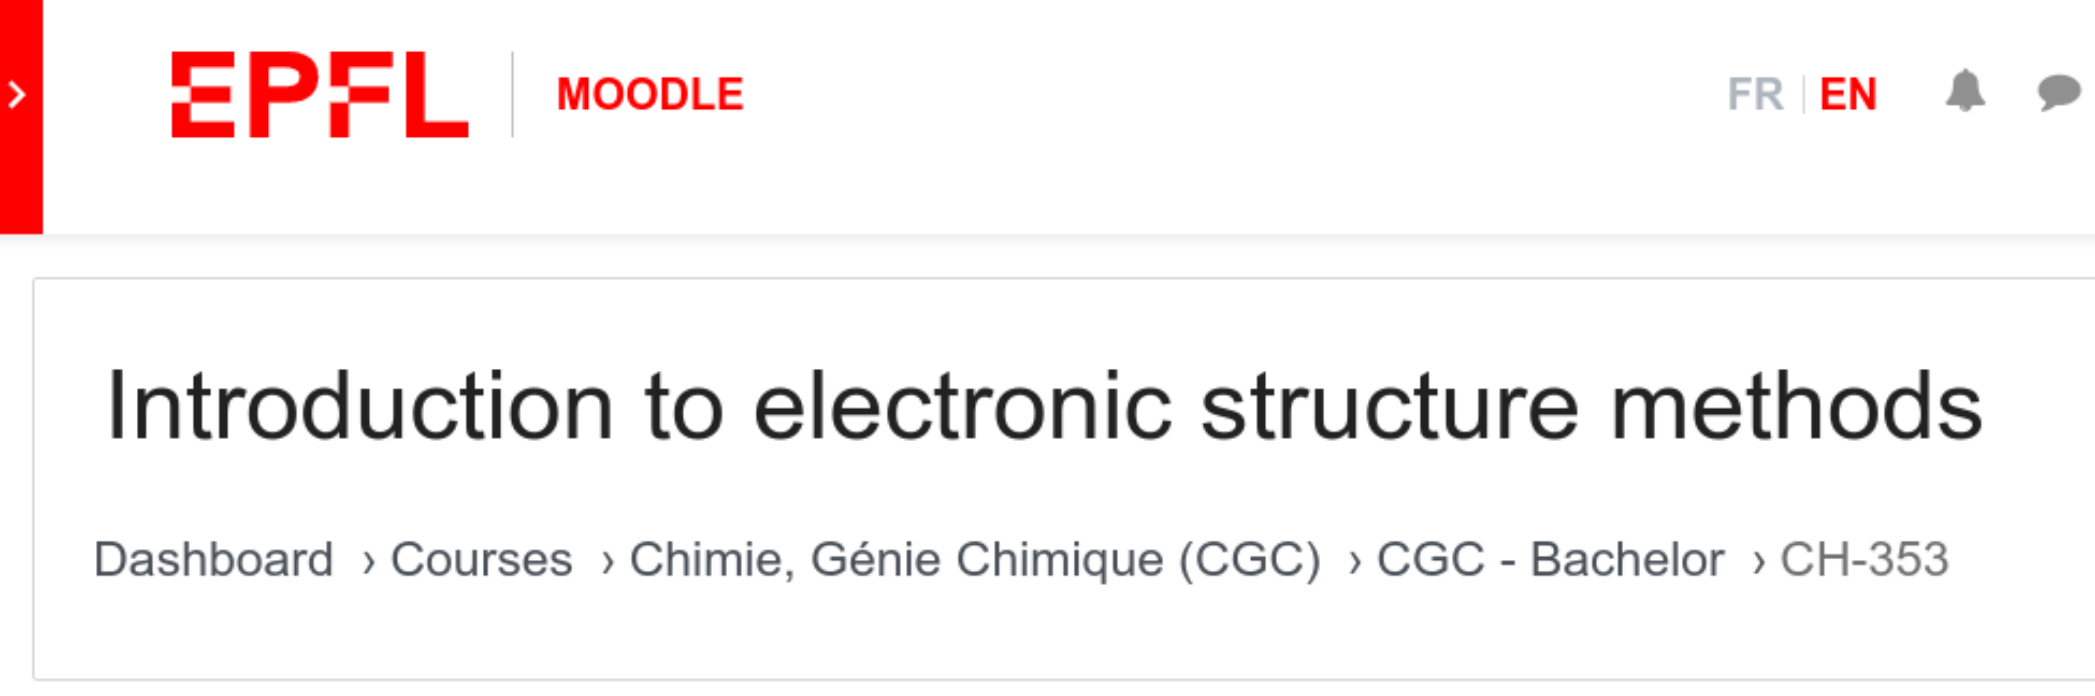 EPFL MOODLE FR EN
Introduction to electronic structure methods
Dashboard › Courses › Chimie, Génie Chimique (CGC) › CGC - Bachelor › CH-353